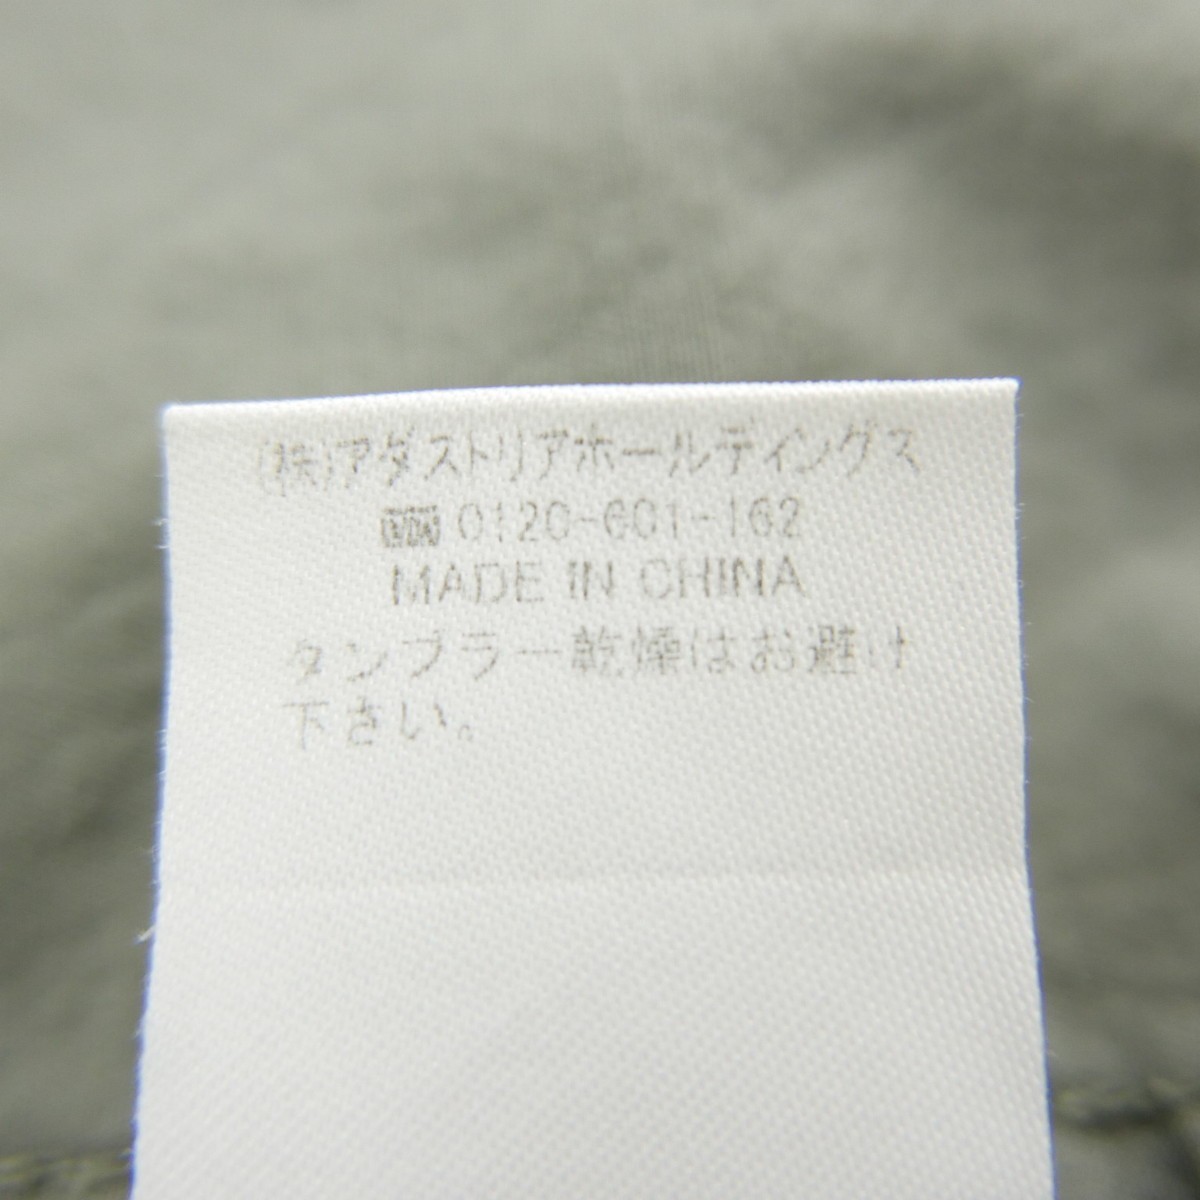 (株)アダストリアホールディングス
0120-601-162
MADE IN CHINA
タンブラー乾燥はお避け
下さい。